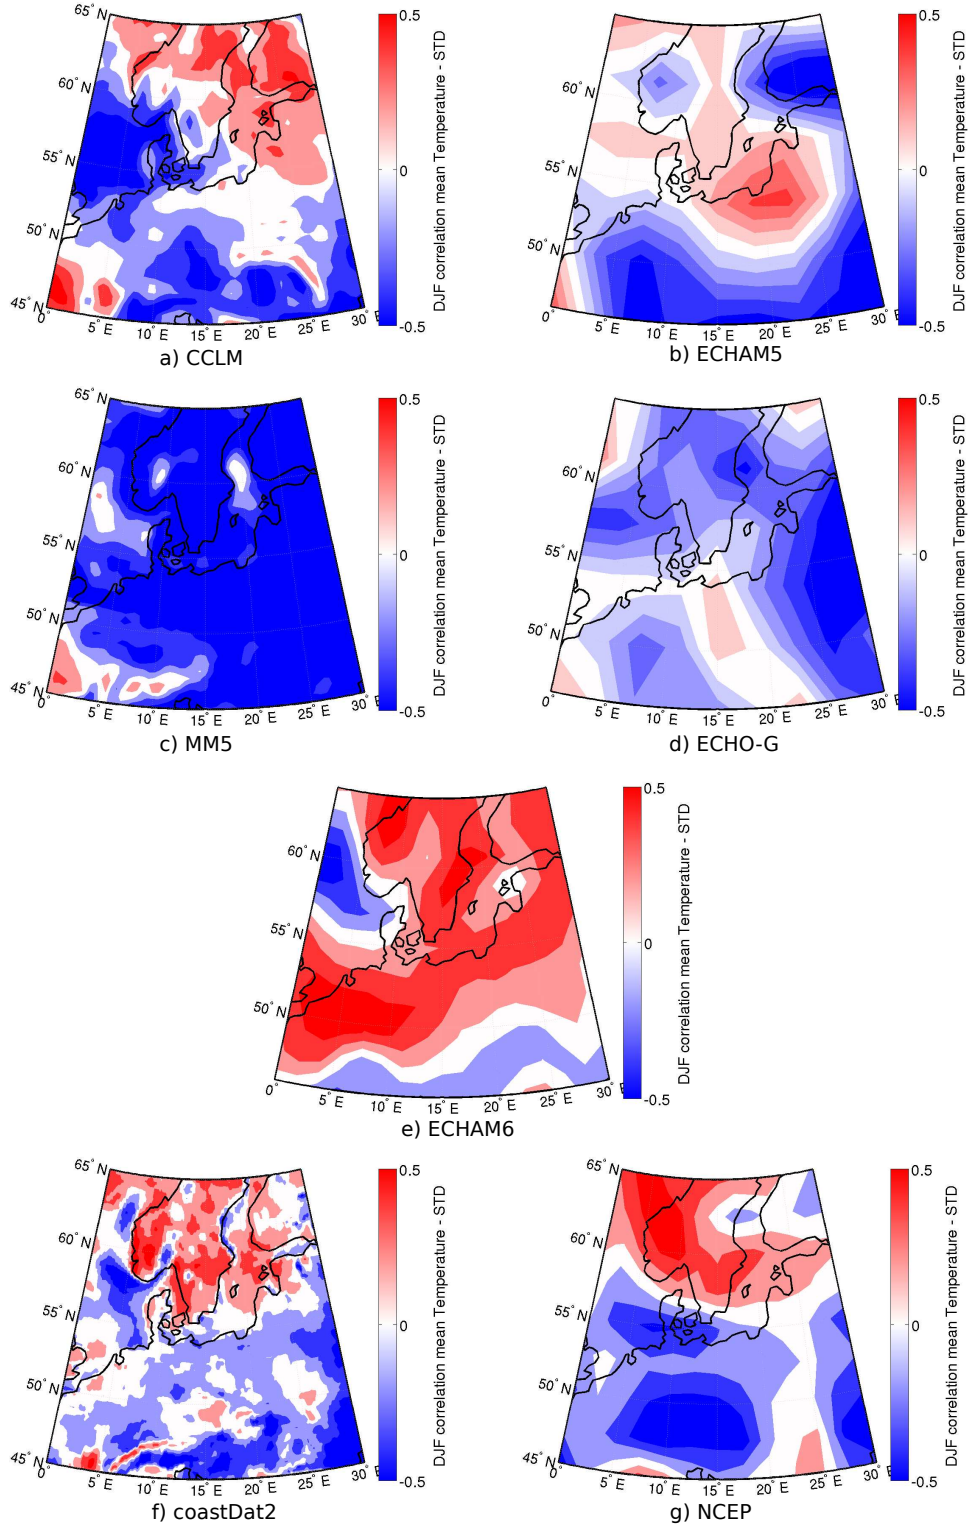 65° N
60° N
55° N
50° N
45° N
0°
5° E
10° E
15° E
20° E
25° E
30° E
0.5
0
-0.5
DJF correlation mean Temperature - STD
a) CCLM
65° N
60° N
55° N
50° N
45° N
0°
5° E
10° E
15° E
20° E
25° E
30° E
0.5
0
-0.5
DJF correlation mean Temperature - STD
b) ECHAM5
65° N
60° N
55° N
50° N
45° N
0°
5° E
10° E
15° E
20° E
25° E
30° E
0.5
0
-0.5
DJF correlation mean Temperature - STD
c) MM5
65° N
60° N
55° N
50° N
45° N
0°
5° E
10° E
15° E
20° E
25° E
30° E
0.5
0
-0.5
DJF correlation mean Temperature - STD
d) ECHO-G
60° N
55° N
50° N
0°
5° E
10° E
15° E
20° E
25° E
30° E
0.5
0
-0.5
DJF correlation mean Temperature - STD
e) ECHAM6
65° N
60° N
55° N
50° N
45° N
0°
5° E
10° E
15° E
20° E
25° E
30° E
0.5
0
-0.5
DJF correlation mean Temperature - STD
f) coastDat2
65° N
60° N
55° N
50° N
45° N
0°
5° E
10° E
15° E
20° E
25° E
30° E
0.5
0
-0.5
DJF correlation mean Temperature - STD
g) NCEP